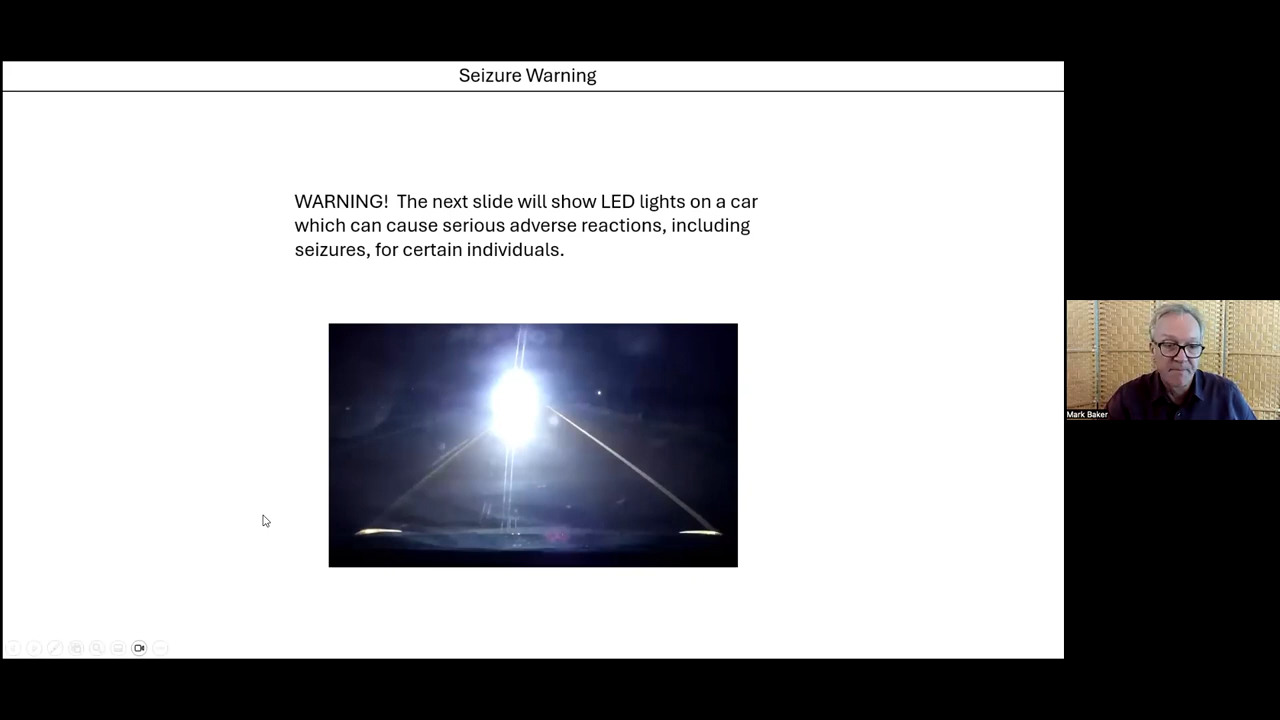 Seizure Warning
WARNING!  The next slide will show LED lights on a car
which can cause serious adverse reactions, including
seizures, for certain individuals.
Mark Baker